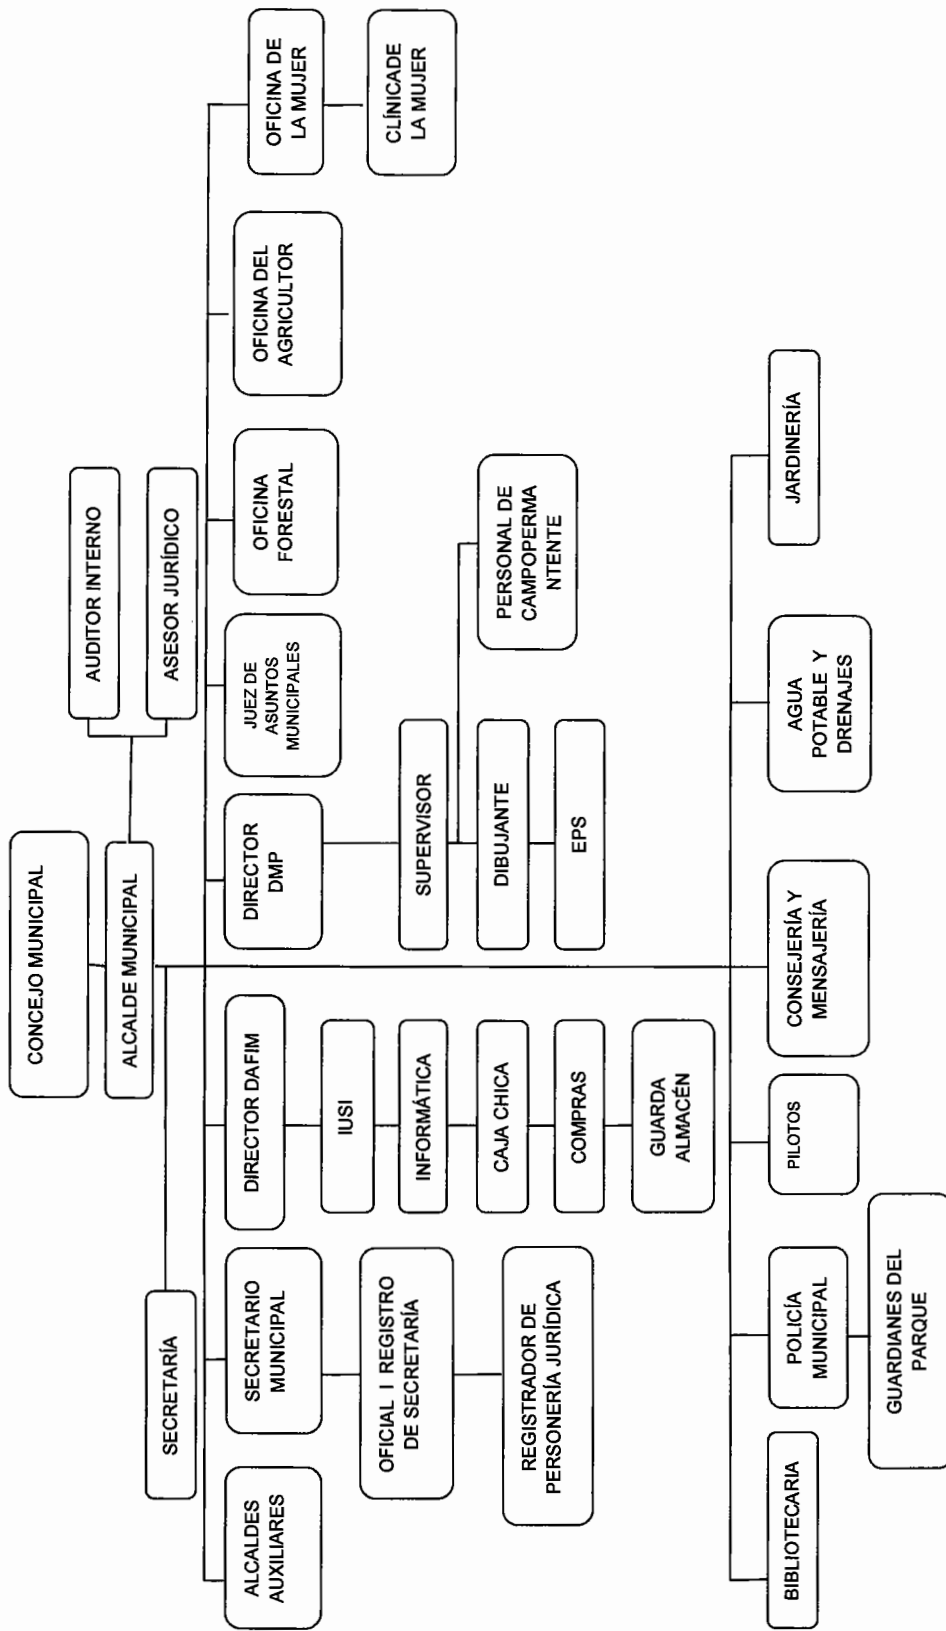 CONCEJO MUNICIPAL
ALCALDE MUNICIPAL
AUDITOR INTERNO
ASESOR JURÍDICO
SECRETARÍA
ALCALDES
AUXILIARES
SECRETARIO
MUNICIPAL
DIRECTOR DAFIM
DIRECTOR
DMP
JUEZ DE
ASUNTOS
MUNICIPALES
OFICINA
FORESTAL
OFICINA DEL
AGRICULTOR
OFICINA DE
LA MUJER
OFICIAL I REGISTRO
DE SECRETARÍA
REGISTRADOR DE
PERSONERÍA JURÍDICA
IUSI
INFORMÁTICA
CAJA CHICA
COMPRAS
GUARDA
ALMACÉN
SUPERVISOR
DIBUJANTE
EPS
PERSONAL DE
CAMPOPERMA
NTENTE
CLÍNICADE
LA MUJER
BIBLIOTECARIA
POLICÍA
MUNICIPAL
GUARDIANES DEL
PARQUE
PILOTOS
CONSEJERÍA Y
MENSAJERÍA
AGUA
POTABLE Y
DRENAJES
JARDINERÍA